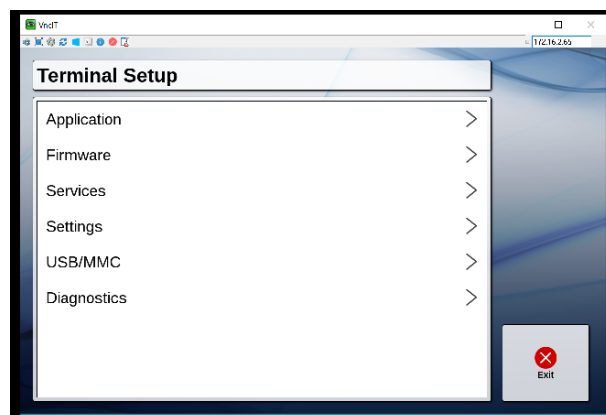 VncIT
172.16.2.65
Terminal Setup
Application
Firmware
Services
Settings
USB/MMC
Diagnostics
Exit